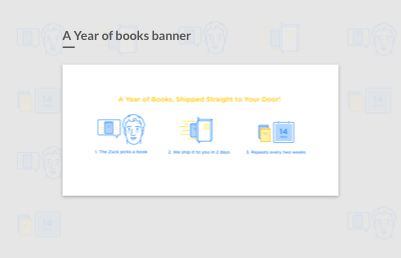 A Year of books banner
A Year of Books, Shipped Straight to Your Door!
1. The Zuck picks a book
2. We ship it to you in 2 days
3. Repeats every two weeks
14